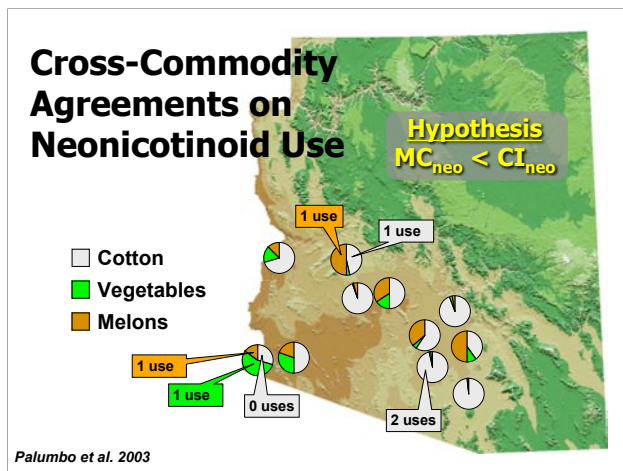 Cross-Commodity
Agreements on
Neonicotinoid Use
Hypothesis
MCneo < CIneo
1 use
1 use
Cotton
Vegetables
Melons
1 use
1 use
0 uses
2 uses
Palumbo et al. 2003